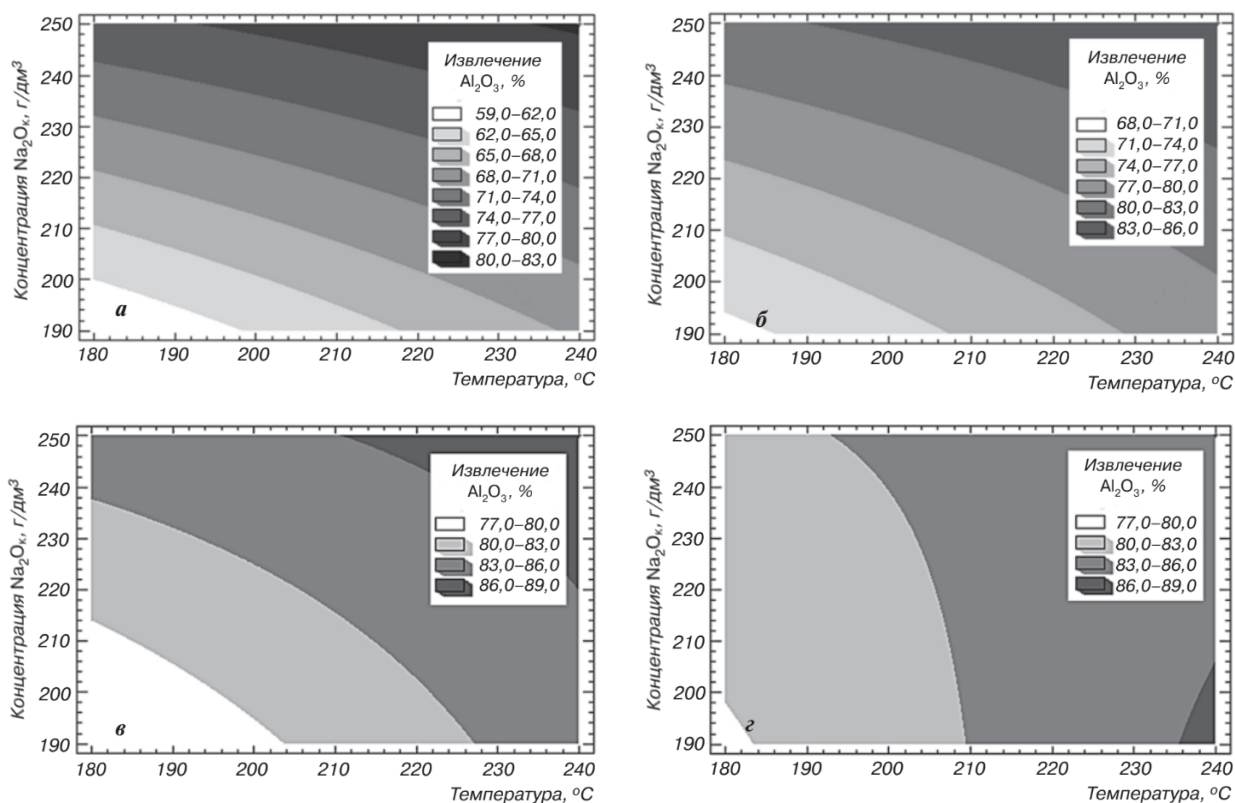 Концентрация Na₂Oк, г/дм³
250
240
230
220
210
200
190
180 190 200 210 220 230 240
Температура, °C
Извлечение
Al₂O₃, %
59,0–62,0
62,0–65,0
65,0–68,0
68,0–71,0
71,0–74,0
74,0–77,0
77,0–80,0
80,0–83,0
а
Концентрация Na₂Oк, г/дм³
250
240
230
220
210
200
190
180 190 200 210 220 230 240
Температура, °C
Извлечение
Al₂O₃, %
68,0–71,0
71,0–74,0
74,0–77,0
77,0–80,0
80,0–83,0
83,0–86,0
б
Концентрация Na₂Oк, г/дм³
250
240
230
220
210
200
190
180 190 200 210 220 230 240
Температура, °C
Извлечение
Al₂O₃, %
77,0–80,0
80,0–83,0
83,0–86,0
86,0–89,0
в
Концентрация Na₂Oк, г/дм³
250
240
230
220
210
200
190
180 190 200 210 220 230 240
Температура, °C
Извлечение
Al₂O₃, %
77,0–80,0
80,0–83,0
83,0–86,0
86,0–89,0
г